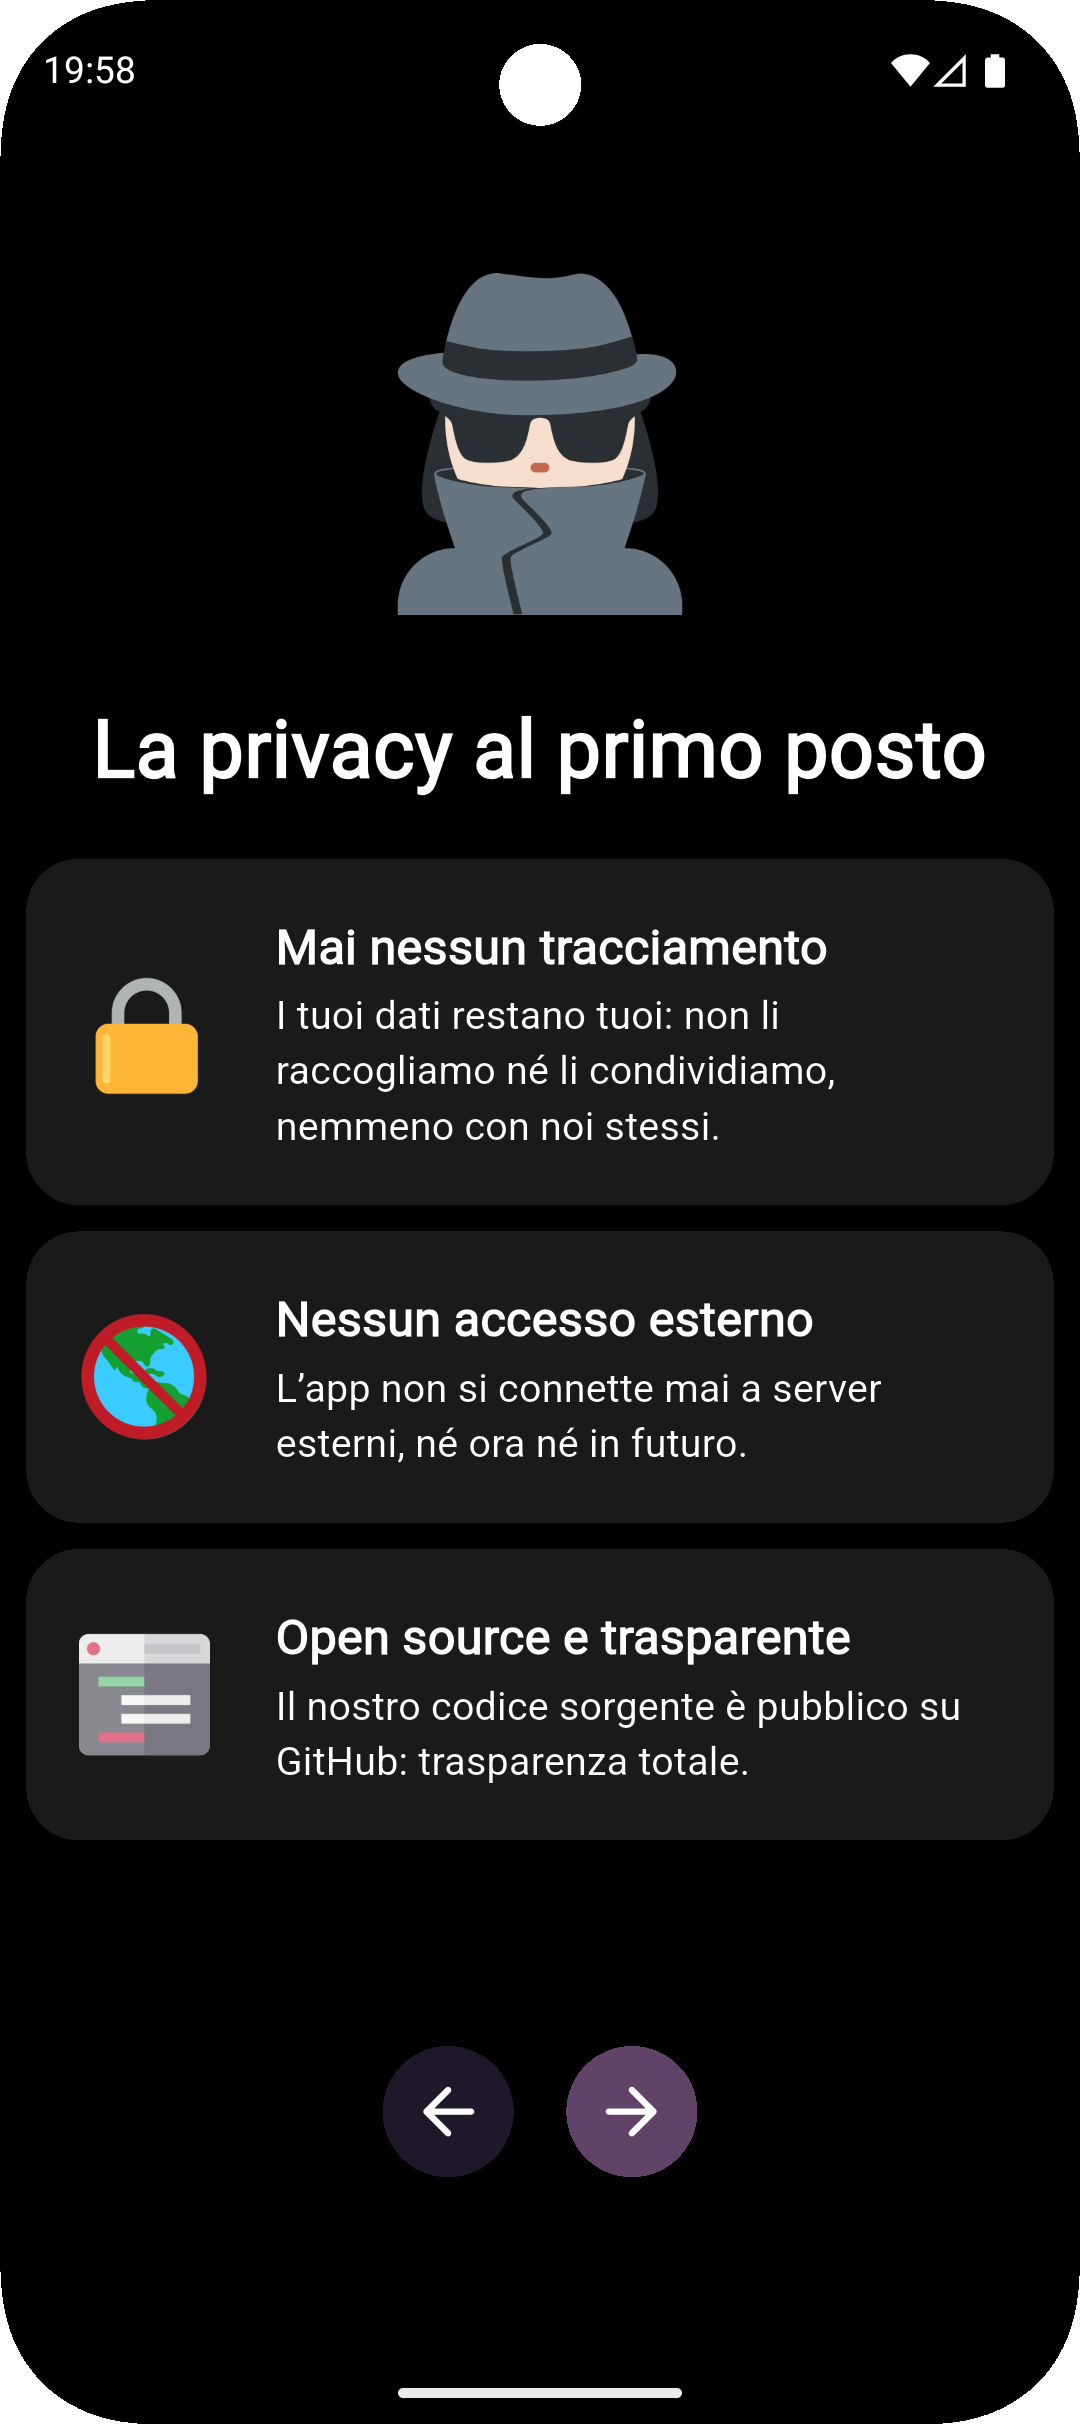 19:58
La privacy al primo posto
Mai nessun tracciamento
I tuoi dati restano tuoi: non li
raccogliamo né li condividiamo,
nemmeno con noi stessi.
Nessun accesso esterno
L’app non si connette mai a server
esterni, né ora né in futuro.
Open source e trasparente
Il nostro codice sorgente è pubblico su
GitHub: trasparenza totale.